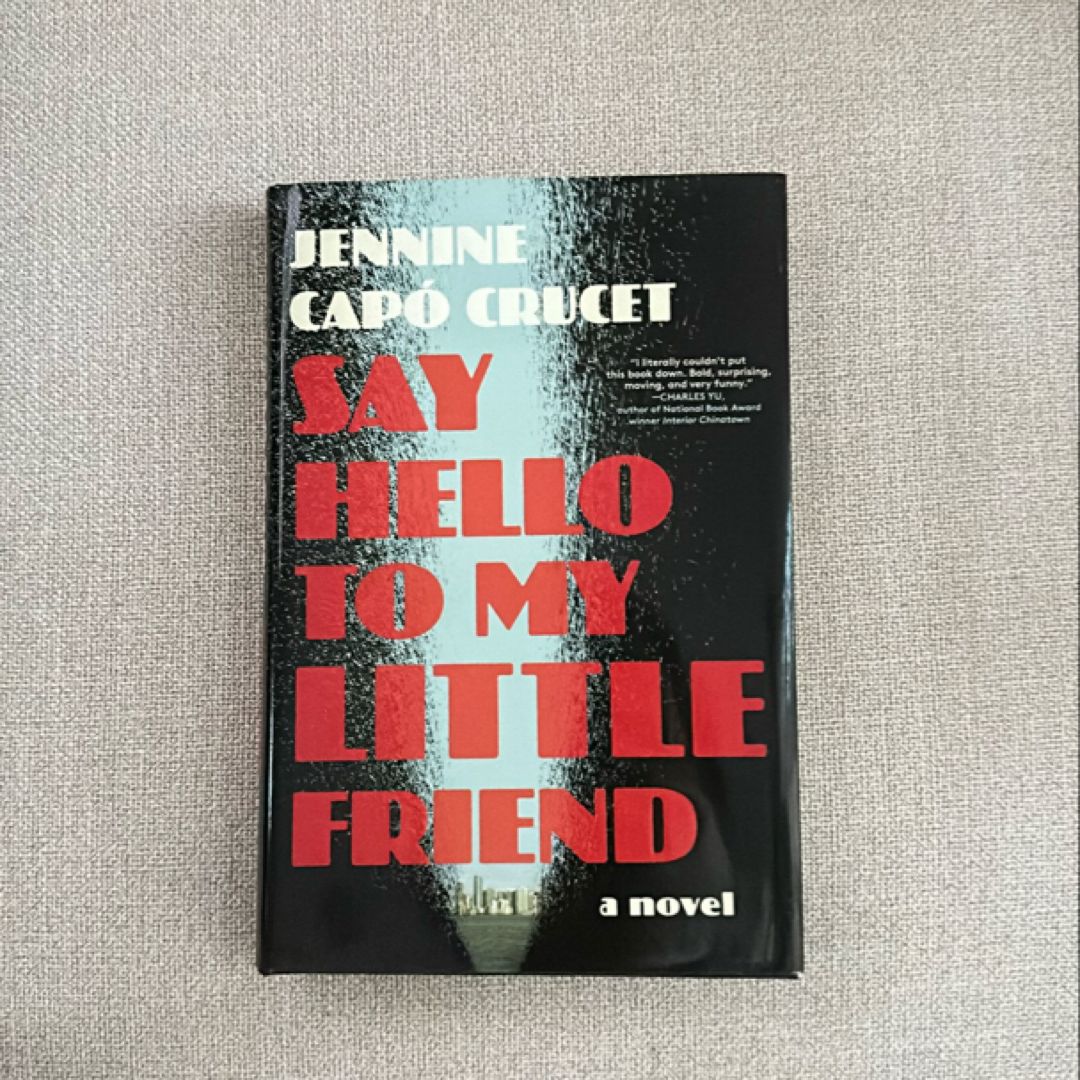 JENNINE
CAPÓ CRUCET
SAY
HELLO
TO MY
LITTLE
FRIEND
"I literally couldn't put
this book down. Bold, surprising,
moving, and very funny."
—CHARLES YU,
author of National Book Award
winner Interior Chinatown
a novel